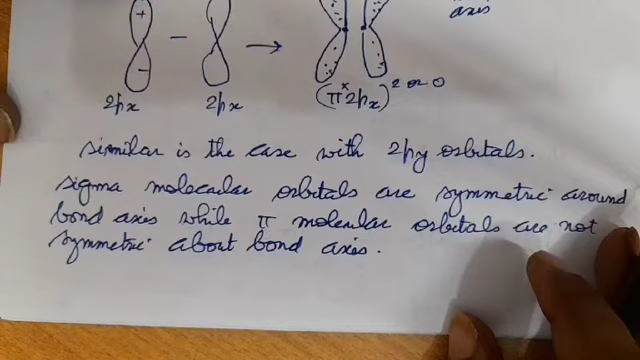 axis
+
−
−
2px 2px (π* 2px)² or 0
similar is the case with 2py orbitals.
sigma molecular orbitals are symmetric around
bond axis while π molecular orbitals are not
symmetric about bond axis.